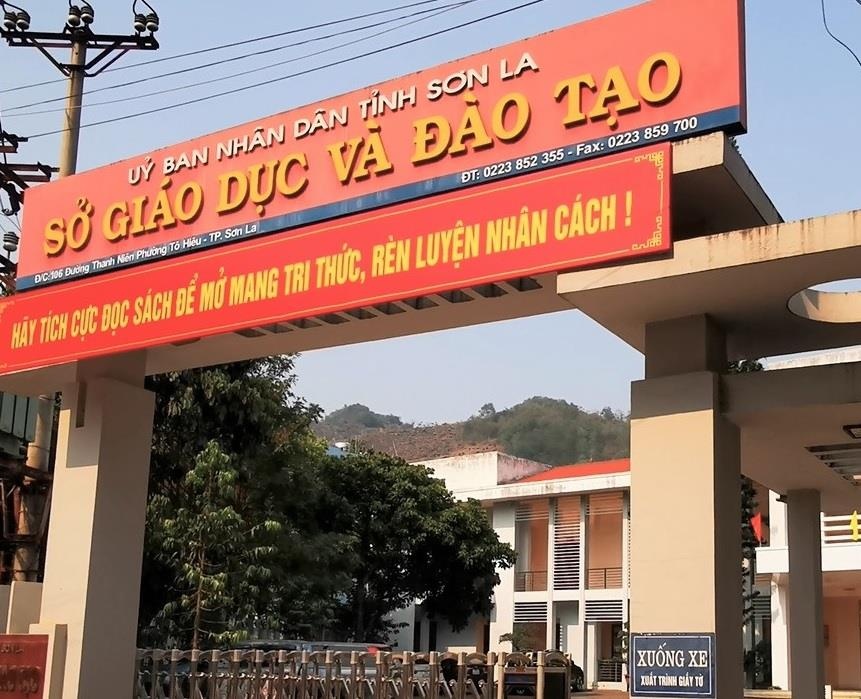 UỶ BAN NHÂN DÂN TỈNH SƠN LA
SỞ GIÁO DỤC VÀ ĐÀO TẠO
Đ/C:106 Đường Thanh Niên Phường Tô Hiệu - TP. Sơn La
ĐT: 0223 852 355 - Fax: 0223 859 700
HÃY TÍCH CỰC ĐỌC SÁCH ĐỂ MỞ MANG TRI THỨC, RÈN LUYỆN NHÂN CÁCH !
XUỐNG XE
XUẤT TRÌNH GIẤY TỜ